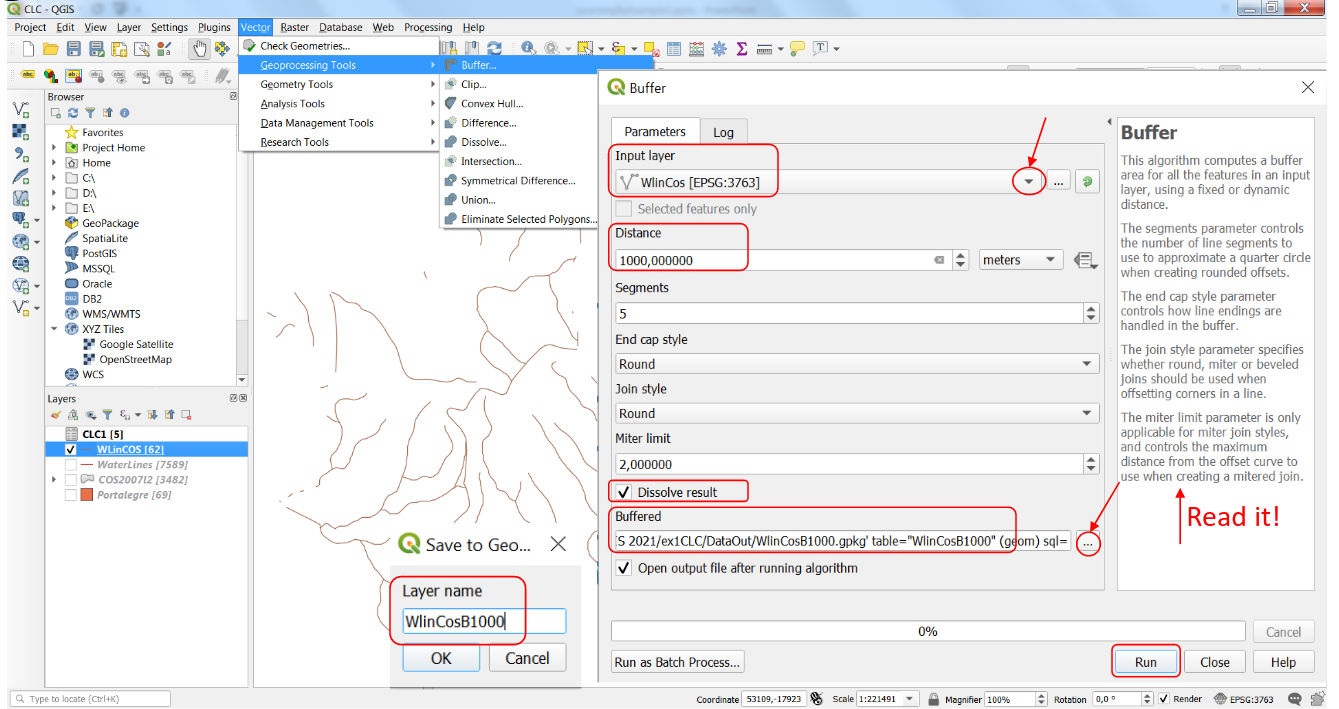 CLC - QGIS
Project Edit View Layer Settings Plugins Vector Raster Database Web Processing Help
Check Geometries...
Geoprocessing Tools
Geometry Tools
Analysis Tools
Data Management Tools
Research Tools
Buffer...
Clip...
Convex Hull...
Difference...
Dissolve...
Intersection...
Symmetrical Difference...
Union...
Eliminate Selected Polygons...
Browser
Favorites
Project Home
Home
C:\
D:\
E:\
GeoPackage
SpatiaLite
PostGIS
MSSQL
Oracle
DB2
WMS/WMTS
XYZ Tiles
Google Satellite
OpenStreetMap
WCS
Layers
CLC1 [5]
WLinCOS [62]
WaterLines [7589]
COS2007l2 [3482]
Portalegre [69]
Save to Geo...
Layer name
WlinCosB1000
OK Cancel
Buffer
Parameters Log
Input layer
WlinCos [EPSG:3763]
Selected features only
Distance
1000,000000 meters
Segments
5
End cap style
Round
Join style
Round
Miter limit
2,000000
Dissolve result
Buffered
S 2021/ex1CLC/DataOut/WlinCosB1000.gpkg' table="WlinCosB1000" (geom) sql=
Open output file after running algorithm
0% Cancel
Run as Batch Process... Run Close Help
Buffer
This algorithm computes a buffer
area for all the features in an input
layer, using a fixed or dynamic
distance.
The segments parameter controls
the number of line segments to
use to approximate a quarter circle
when creating rounded offsets.
The end cap style parameter
controls how line endings are
handled in the buffer.
The join style parameter specifies
whether round, miter or beveled
joins should be used when
offsetting corners in a line.
The miter limit parameter is only
applicable for miter join styles,
and controls the maximum
distance from the offset curve to
use when creating a mitered join.
Read it!
Type to locate (Ctrl+K) Coordinate 53109,-17923 Scale 1:221491 Magnifier 100% Rotation 0,0 ° Render EPSG:3763